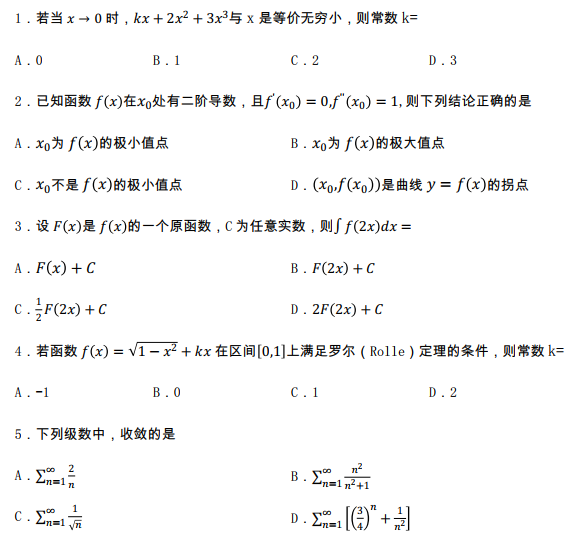 1．若当 x → 0 时，kx + 2x² + 3x³与 x 是等价无穷小，则常数 k=
A．0 B．1 C．2 D．3
2．已知函数 f(x)在x₀处有二阶导数，且f′(x₀) = 0,f″(x₀) = 1,则下列结论正确的是
A．x₀为 f(x)的极小值点 B．x₀为 f(x)的极大值点
C．x₀不是 f(x)的极小值点 D．(x₀,f(x₀))是曲线 y = f(x)的拐点
3．设 F(x)是 f(x)的一个原函数，C 为任意实数，则∫ f(2x)dx =
A．F(x) + C B．F(2x) + C
C．½F(2x) + C D．2F(2x) + C
4．若函数 f(x) = √(1 − x²) + kx 在区间[0,1]上满足罗尔（Rolle）定理的条件，则常数 k=
A．−1 B．0 C．1 D．2
5．下列级数中，收敛的是
A．∑_{n=1}^{∞} 2/n B．∑_{n=1}^{∞} n²/(n²+1)
C．∑_{n=1}^{∞} 1/√n D．∑_{n=1}^{∞} [(3/4)ⁿ + 1/n²]